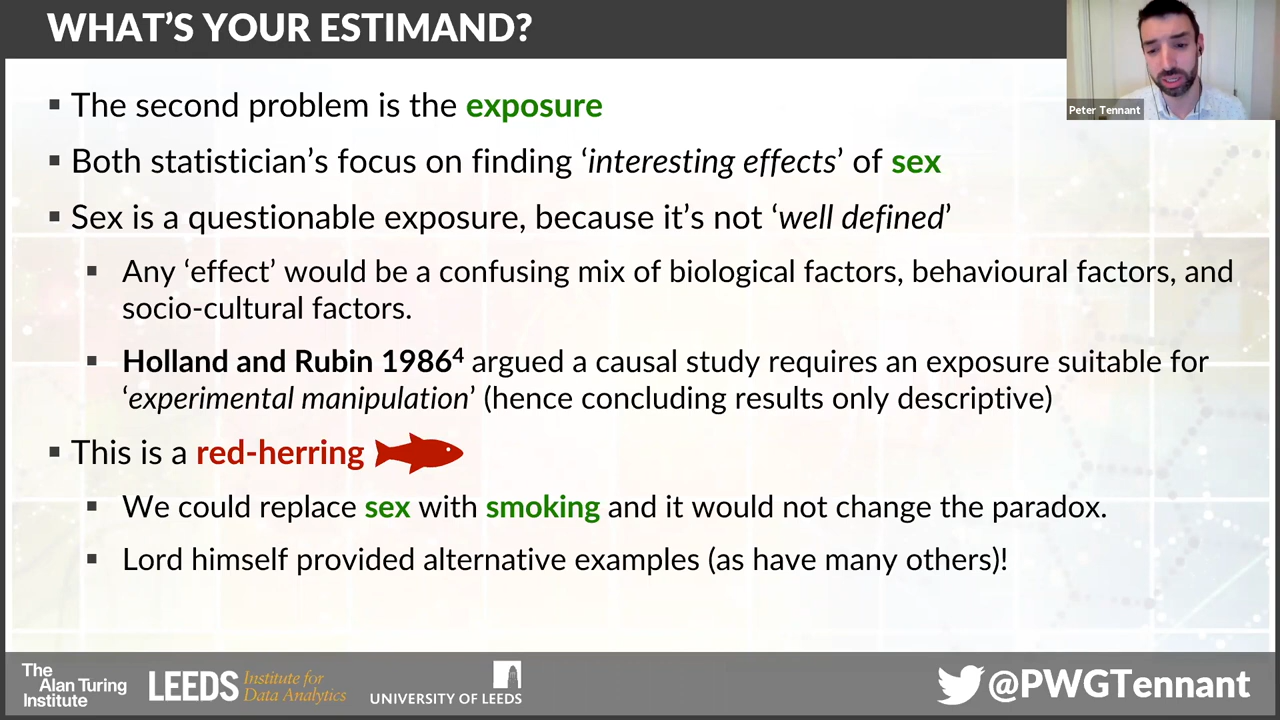 WHAT'S YOUR ESTIMAND?
Peter Tennant
▪ The second problem is the exposure
▪ Both statistician's focus on finding 'interesting effects' of sex
▪ Sex is a questionable exposure, because it's not 'well defined'
▪ Any 'effect' would be a confusing mix of biological factors, behavioural factors, and
socio-cultural factors.
▪ Holland and Rubin 1986⁴ argued a causal study requires an exposure suitable for
'experimental manipulation' (hence concluding results only descriptive)
▪ This is a red-herring
▪ We could replace sex with smoking and it would not change the paradox.
▪ Lord himself provided alternative examples (as have many others)!
The
Alan Turing
Institute
LEEDS Institute for
Data Analytics
UNIVERSITY OF LEEDS
@PWGTennant